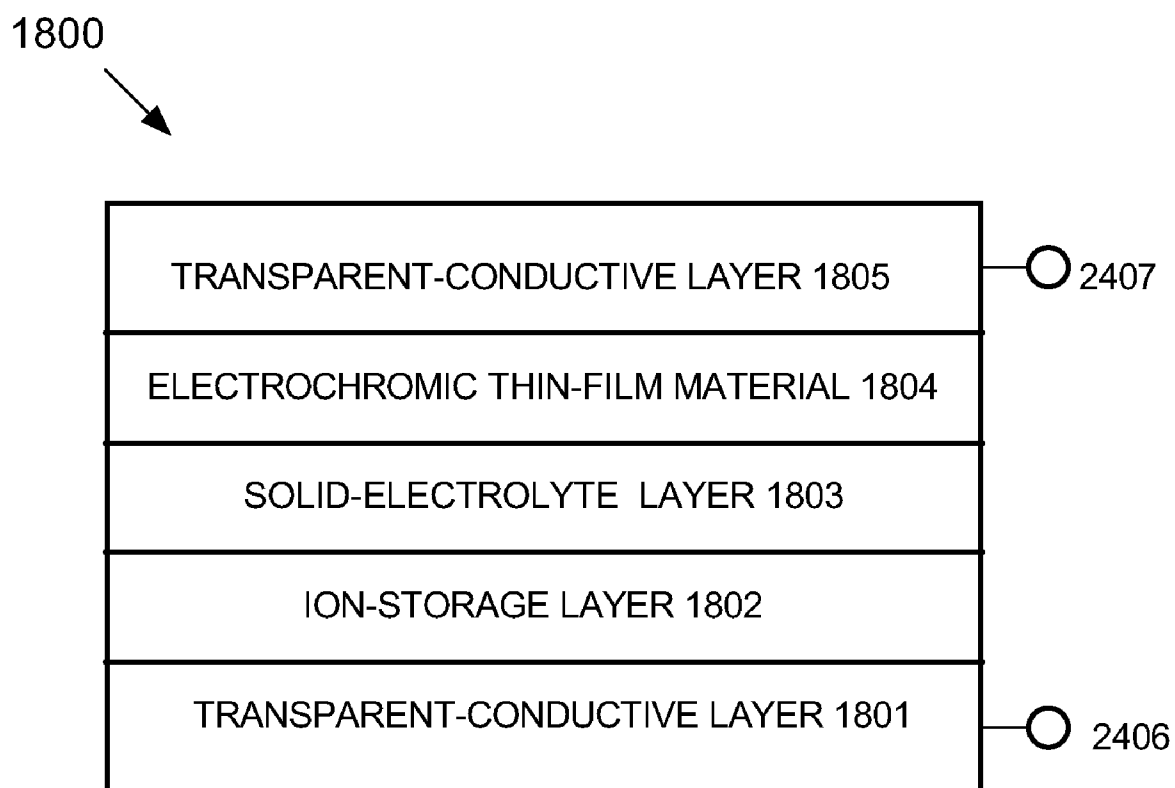 1800
TRANSPARENT-CONDUCTIVE LAYER 1805
2407
ELECTROCHROMIC THIN-FILM MATERIAL 1804
SOLID-ELECTROLYTE LAYER 1803
ION-STORAGE LAYER 1802
TRANSPARENT-CONDUCTIVE LAYER 1801
2406